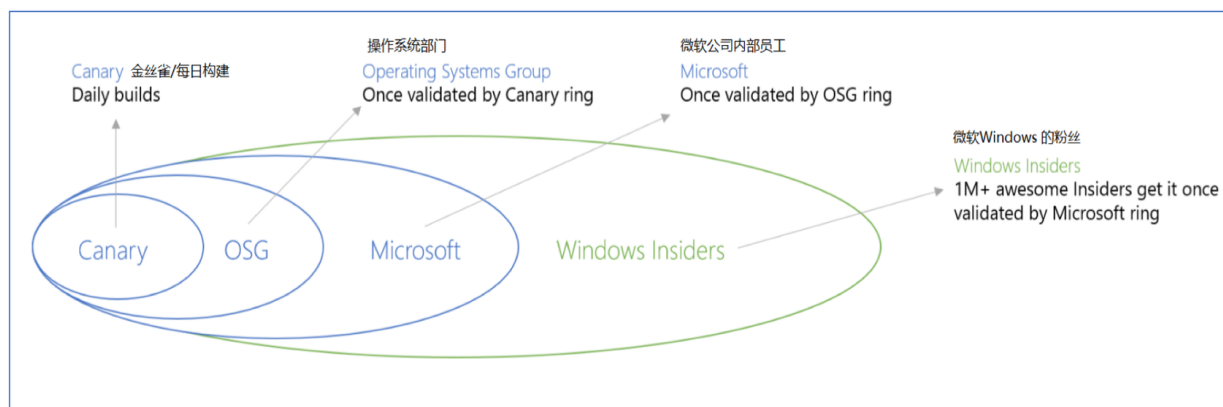 Canary 金丝雀/每日构建
Daily builds
操作系统部门
Operating Systems Group
Once validated by Canary ring
微软公司内部员工
Microsoft
Once validated by OSG ring
微软Windows 的粉丝
Windows Insiders
1M+ awesome Insiders get it once
validated by Microsoft ring
Canary
OSG
Microsoft
Windows Insiders